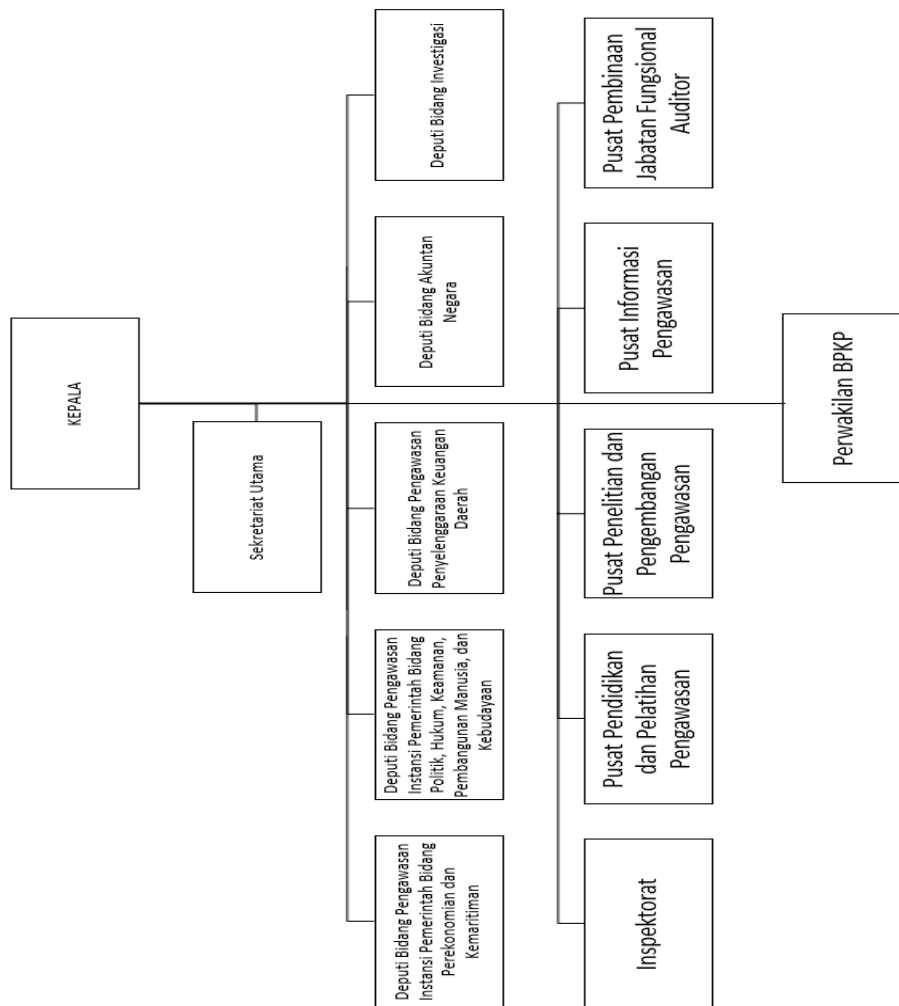 KEPALA
Sekretariat Utama
Deputi Bidang Pengawasan
Instansi Pemerintah Bidang
Perekonomian dan
Kemaritiman
Deputi Bidang Pengawasan
Instansi Pemerintah Bidang
Politik, Hukum, Keamanan,
Pembangunan Manusia, dan
Kebudayaan
Deputi Bidang Pengawasan
Penyelenggaraan Keuangan
Daerah
Deputi Bidang Akuntan
Negara
Deputi Bidang Investigasi
Inspektorat
Pusat Pendidikan
dan Pelatihan
Pengawasan
Pusat Penelitian dan
Pengembangan
Pengawasan
Pusat Informasi
Pengawasan
Pusat Pembinaan
Jabatan Fungsional
Auditor
Perwakilan BPKP